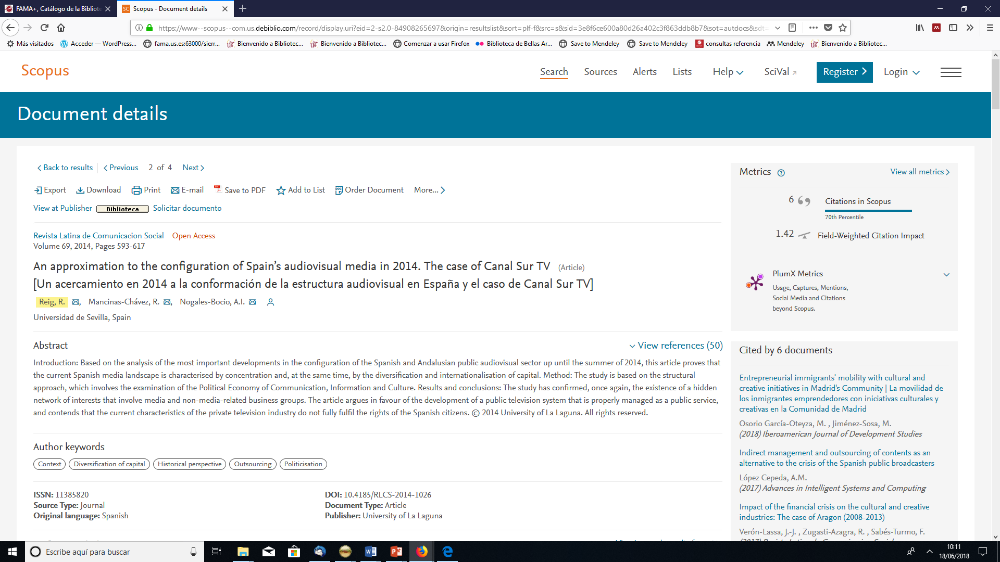 FAMA+, Catálogo de la Bibliote
Scopus - Document details
https://www--scopus--com.us.debiblio.com/record/display.uri?eid=2-s2.0-84908265697&origin=resultslist&sort=plf-f&src=s&sid=3e8f6ce600a80d26a402c3f863ddb8b7&sot=autdocs&sdt=
Más visitados
Acceder — WordPress...
fama.us.es:63000/sierr...
Bienvenido a Bibliotec...
Bienvenido a Bibliotec...
Comenzar a usar Firefox
Biblioteca de Bellas Ar...
Save to Mendeley
Save to Mendeley
consultas referencia
Mendeley
Bienvenido a Bibliotec...
Scopus
Search Sources Alerts Lists Help SciVal Register Login
Document details
Back to results Previous 2 of 4 Next
Export Download Print E-mail Save to PDF Add to List Order Document More...
View at Publisher Biblioteca Solicitar documento
Revista Latina de Comunicacion Social Open Access
Volume 69, 2014, Pages 593-617
An approximation to the configuration of Spain's audiovisual media in 2014. The case of Canal Sur TV (Article)
[Un acercamiento en 2014 a la conformación de la estructura audiovisual en España y el caso de Canal Sur TV]
Reig, R. , Mancinas-Chávez, R. , Nogales-Bocio, A.I.
Universidad de Sevilla, Spain
Abstract
View references (50)
Introduction: Based on the analysis of the most important developments in the configuration of the Spanish and Andalusian public audiovisual sector up until the summer of 2014, this article proves that
the current Spanish media landscape is characterised by concentration and, at the same time, by the diversification and internationalisation of capital. Method: The study is based on the structural
approach, which involves the examination of the Political Economy of Communication, Information and Culture. Results and conclusions: The study has confirmed, once again, the existence of a hidden
network of interests that involve media and non-media-related business groups. The article argues in favour of the development of a public television system that is properly managed as a public service,
and contends that the current characteristics of the private television industry do not fully fulfil the rights of the Spanish citizens. © 2014 University of La Laguna. All rights reserved.
Author keywords
Context Diversification of capital Historical perspective Outsourcing Politicisation
ISSN: 11385820
Source Type: Journal
Original language: Spanish
DOI: 10.4185/RLCS-2014-1026
Document Type: Article
Publisher: University of La Laguna
Metrics
View all metrics
6 Citations in Scopus
70th Percentile
1.42 Field-Weighted Citation Impact
PlumX Metrics
Usage, Captures, Mentions,
Social Media and Citations
beyond Scopus.
Cited by 6 documents
Entrepreneurial immigrants' mobility with cultural and
creative initiatives in Madrid's Community | La movilidad de
los inmigrantes emprendedores con iniciativas culturales y
creativas en la Comunidad de Madrid
Osorio García-Oteyza, M. , Jiménez-Sosa, M.
(2018) Iberoamerican Journal of Development Studies
Indirect management and outsourcing of contents as an
alternative to the crisis of the Spanish public broadcasters
López Cepeda, A.M.
(2017) Advances in Intelligent Systems and Computing
Impact of the financial crisis on the cultural and creative
industries: The case of Aragon (2008-2013)
Verón-Lassa, J.-J. , Zugasti-Azagra, R. , Sabés-Turmo, F.
Escribe aquí para buscar
10:11
18/06/2018